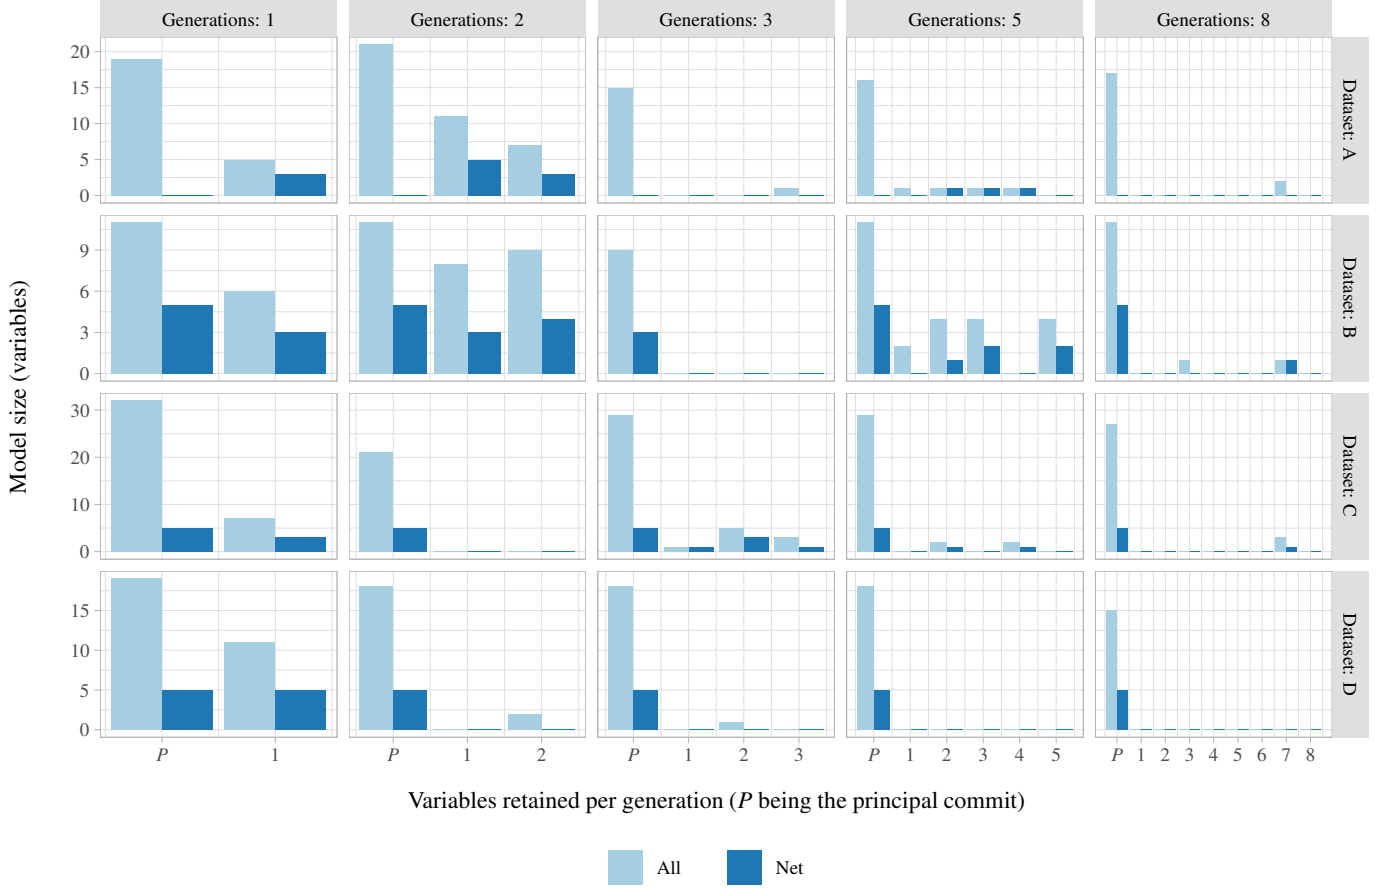 Generations: 1 Generations: 2 Generations: 3 Generations: 5 Generations: 8
20
15
10
5
0
Dataset: A
9
6
3
0
Dataset: B
30
20
10
0
Dataset: C
15
10
5
0
Dataset: D
Model size (variables)
P 1 P 1 2 P 1 2 3 P 1 2 3 4 5 P 1 2 3 4 5 6 7 8
Variables retained per generation (P being the principal commit)
All Net